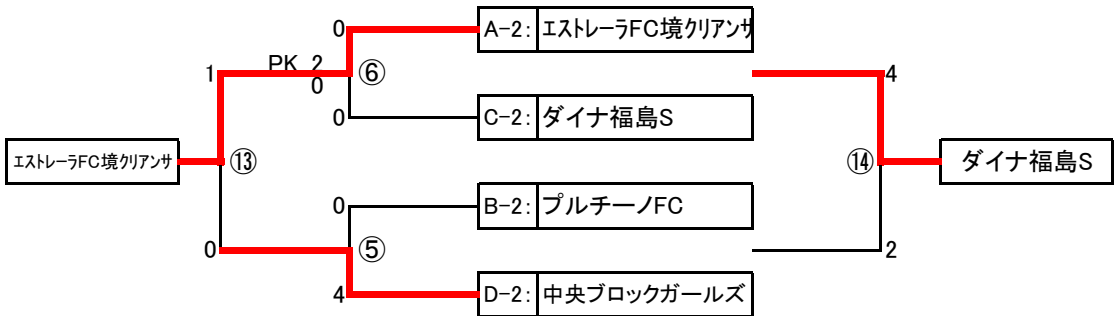 0
A-2: エストレーラFC境クリアンサ
1
PK 2
0
⑥
4
0
C-2: ダイナ福島S
エストレーラFC境クリアンサ
⑬
⑭
ダイナ福島S
0
B-2: プルチーノFC
0
⑤
2
4
D-2: 中央ブロックガールズ